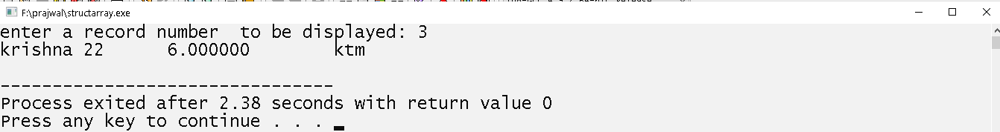 F:\prajwal\structarray.exe
enter a record number  to be displayed: 3
krishna 22      6.000000        ktm
--------------------------------
Process exited after 2.38 seconds with return value 0
Press any key to continue . . .